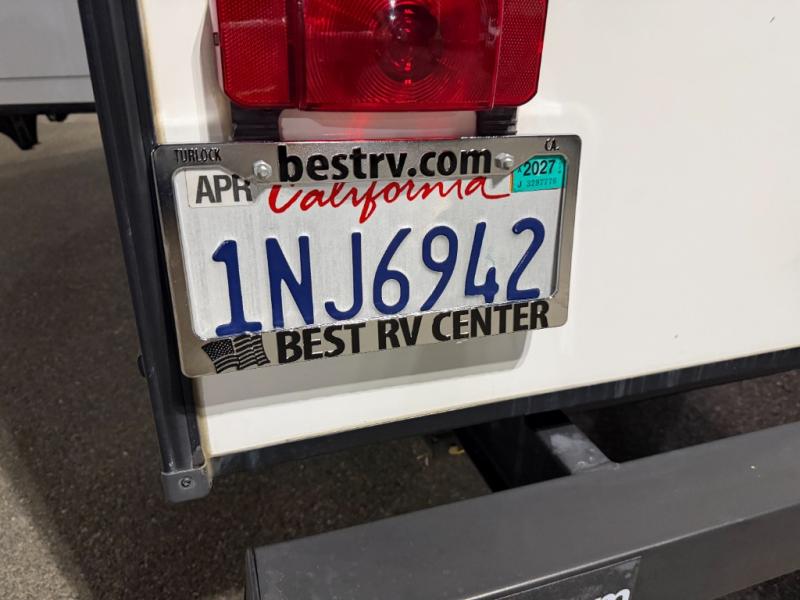 TURLOCK
CA.
bestrv.com
APR
California
2027
1NJ6942
BEST RV CENTER